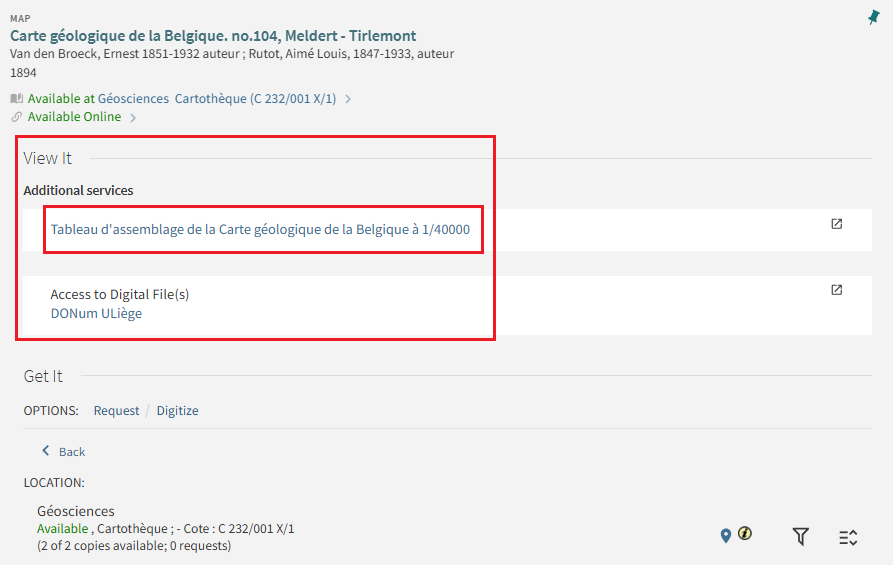 MAP
Carte géologique de la Belgique. no.104, Meldert - Tirlemont
Van den Broeck, Ernest 1851-1932 auteur ; Rutot, Aimé Louis, 1847-1933, auteur
1894
Available at Géosciences Cartothèque (C 232/001 X/1)
Available Online
View It
Additional services
Tableau d'assemblage de la Carte géologique de la Belgique à 1/40000
Access to Digital File(s)
DONum ULiège
Get It
OPTIONS: Request / Digitize
Back
LOCATION:
Géosciences
Available , Cartothèque ; - Cote : C 232/001 X/1
(2 of 2 copies available; 0 requests)